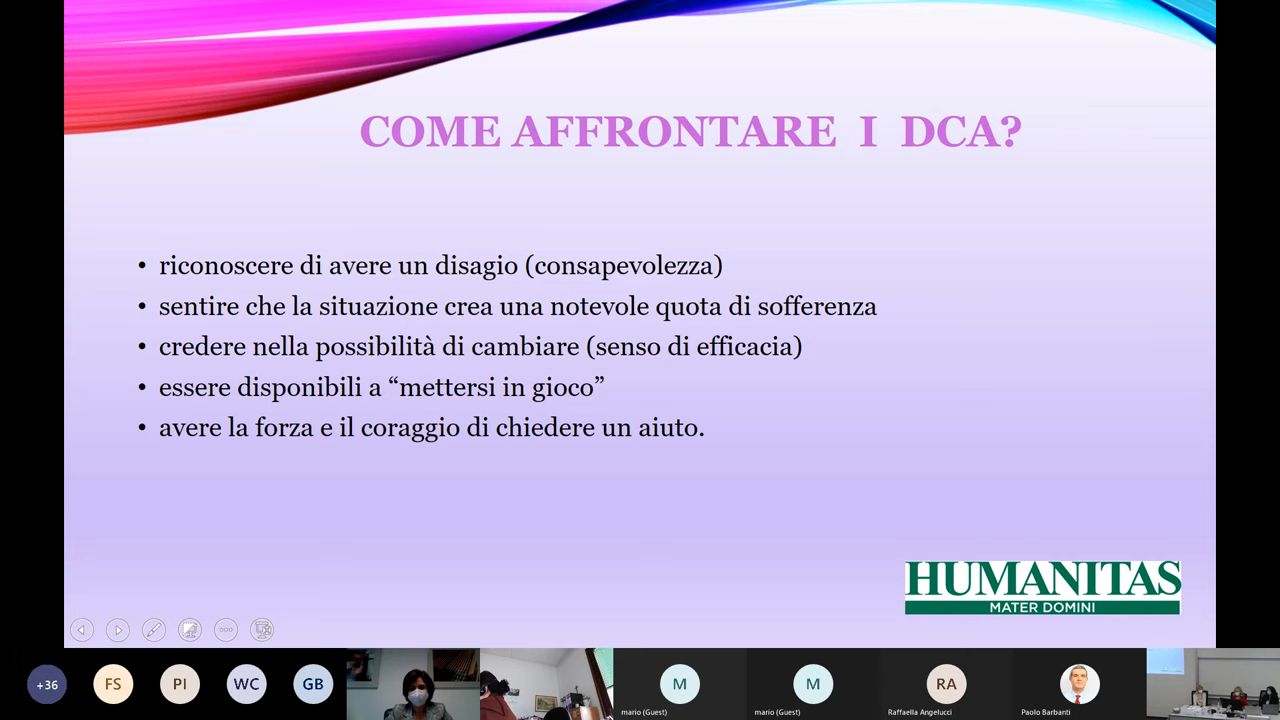 COME AFFRONTARE I DCA?
• riconoscere di avere un disagio (consapevolezza)
• sentire che la situazione crea una notevole quota di sofferenza
• credere nella possibilità di cambiare (senso di efficacia)
• essere disponibili a “mettersi in gioco”
• avere la forza e il coraggio di chiedere un aiuto.
HUMANITAS
MATER DOMINI
+36
FS
PI
WC
GB
M
M
RA
mario (Guest)
mario (Guest)
Raffaella Angelucci
Paolo Barbanti